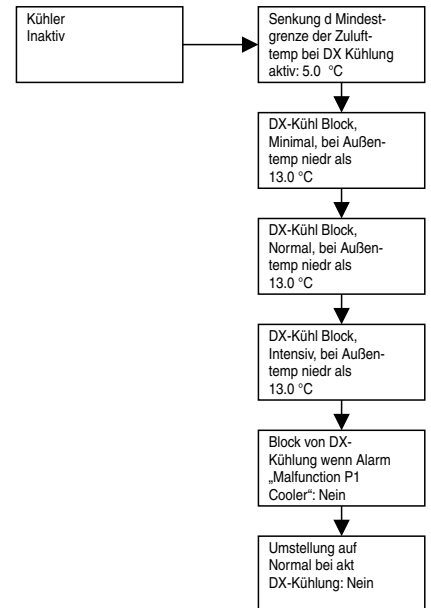 Kühler
Inaktiv
Senkung d Mindest-
grenze der Zuluft-
temp bei DX Kühlung
aktiv: 5.0 °C
DX-Kühl Block,
Minimal, bei Außen-
temp niedr als
13.0 °C
DX-Kühl Block,
Normal, bei Außen-
temp niedr als
13.0 °C
DX-Kühl Block,
Intensiv, bei Außen-
temp niedr als
13.0 °C
Block von DX-
Kühlung wenn Alarm
„Malfunction P1
Cooler“: Nein
Umstellung auf
Normal bei akt
DX-Kühlung: Nein